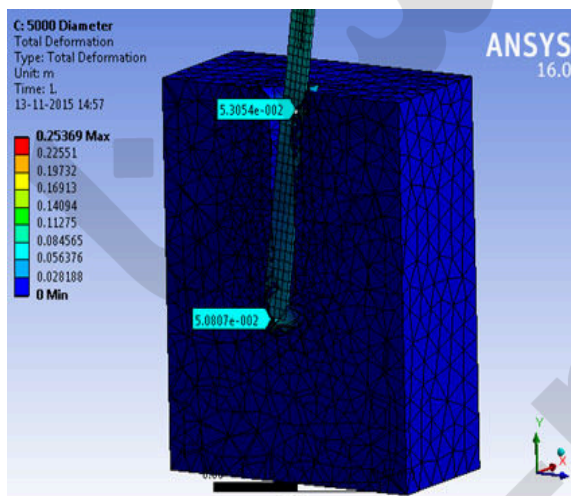 C: 5000 Diameter
Total Deformation
Type: Total Deformation
Unit: m
Time: 1.
13-11-2015 14:57
0.25369 Max
0.22551
0.19732
0.16913
0.14094
0.11275
0.084565
0.056376
0.028188
0 Min
ANSYS
16.0
5.3054e-002
5.0807e-002
Y
X